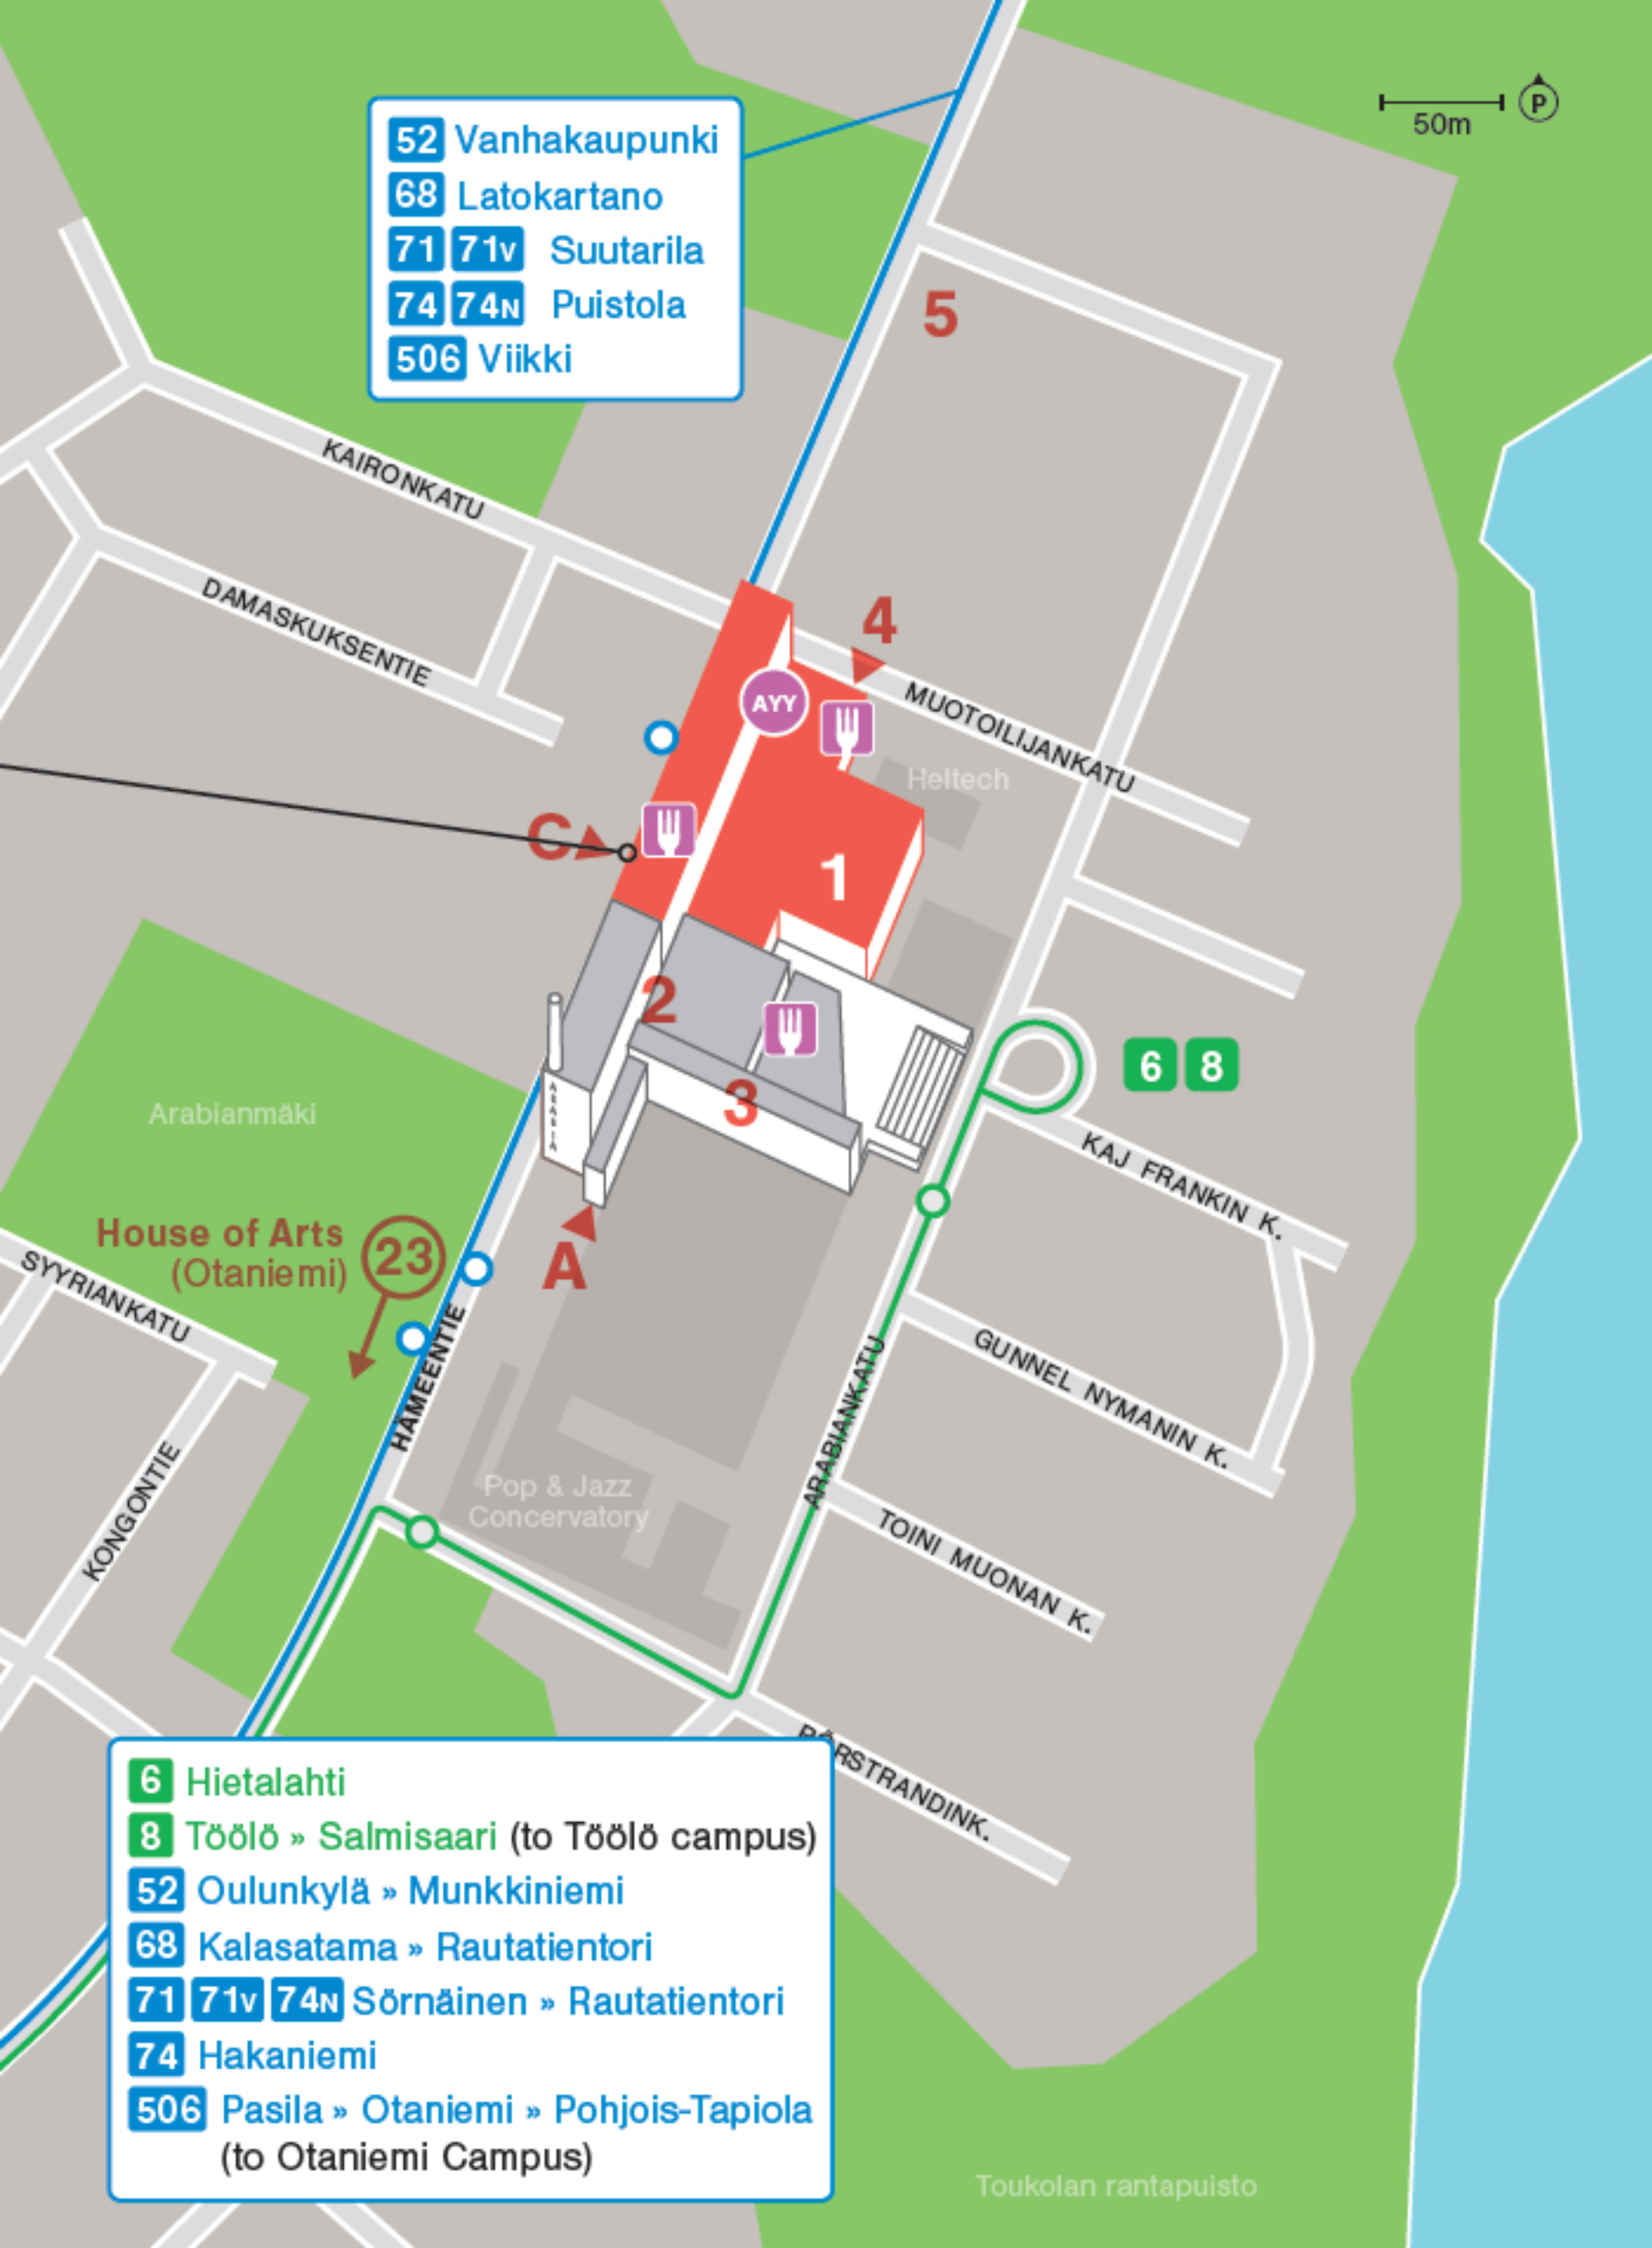 52 Vanhakaupunki
68 Latokartano
71 71V Suutarila
74 74N Puistola
506 Viikki
50m
P
5
KAIRONKATU
DAMASKUKSENTIE
4
AYY
MUOTOILIJANKATU
Heltech
C
1
2
3
ARABIA
6 8
KAJ FRANKIN K.
Arabianmäki
House of Arts
(Otaniemi)
23
A
SYYRIANKATU
HÄMEENTIE
GUNNEL NYMANIN K.
ARABIANKATU
KONGONTIE
Pop & Jazz
Concervatory
TOINI MUONAN K.
RÖRSTRANDINK.
6 Hietalahti
8 Töölö » Salmisaari (to Töölö campus)
52 Oulunkylä » Munkkiniemi
68 Kalasatama » Rautatientori
71 71V 74N Sörnäinen » Rautatientori
74 Hakaniemi
506 Pasila » Otaniemi » Pohjois-Tapiola
(to Otaniemi Campus)
Toukolan rantapuisto